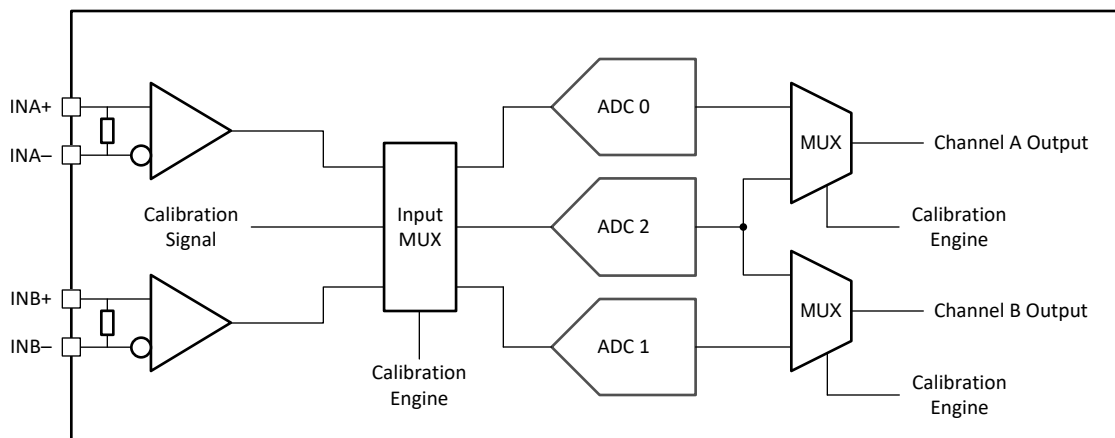 INA+
INA–
ADC 0
MUX
Channel A Output
Calibration
Signal
Input
MUX
ADC 2
Calibration
Engine
INB+
INB–
Calibration
Engine
ADC 1
MUX
Channel B Output
Calibration
Engine